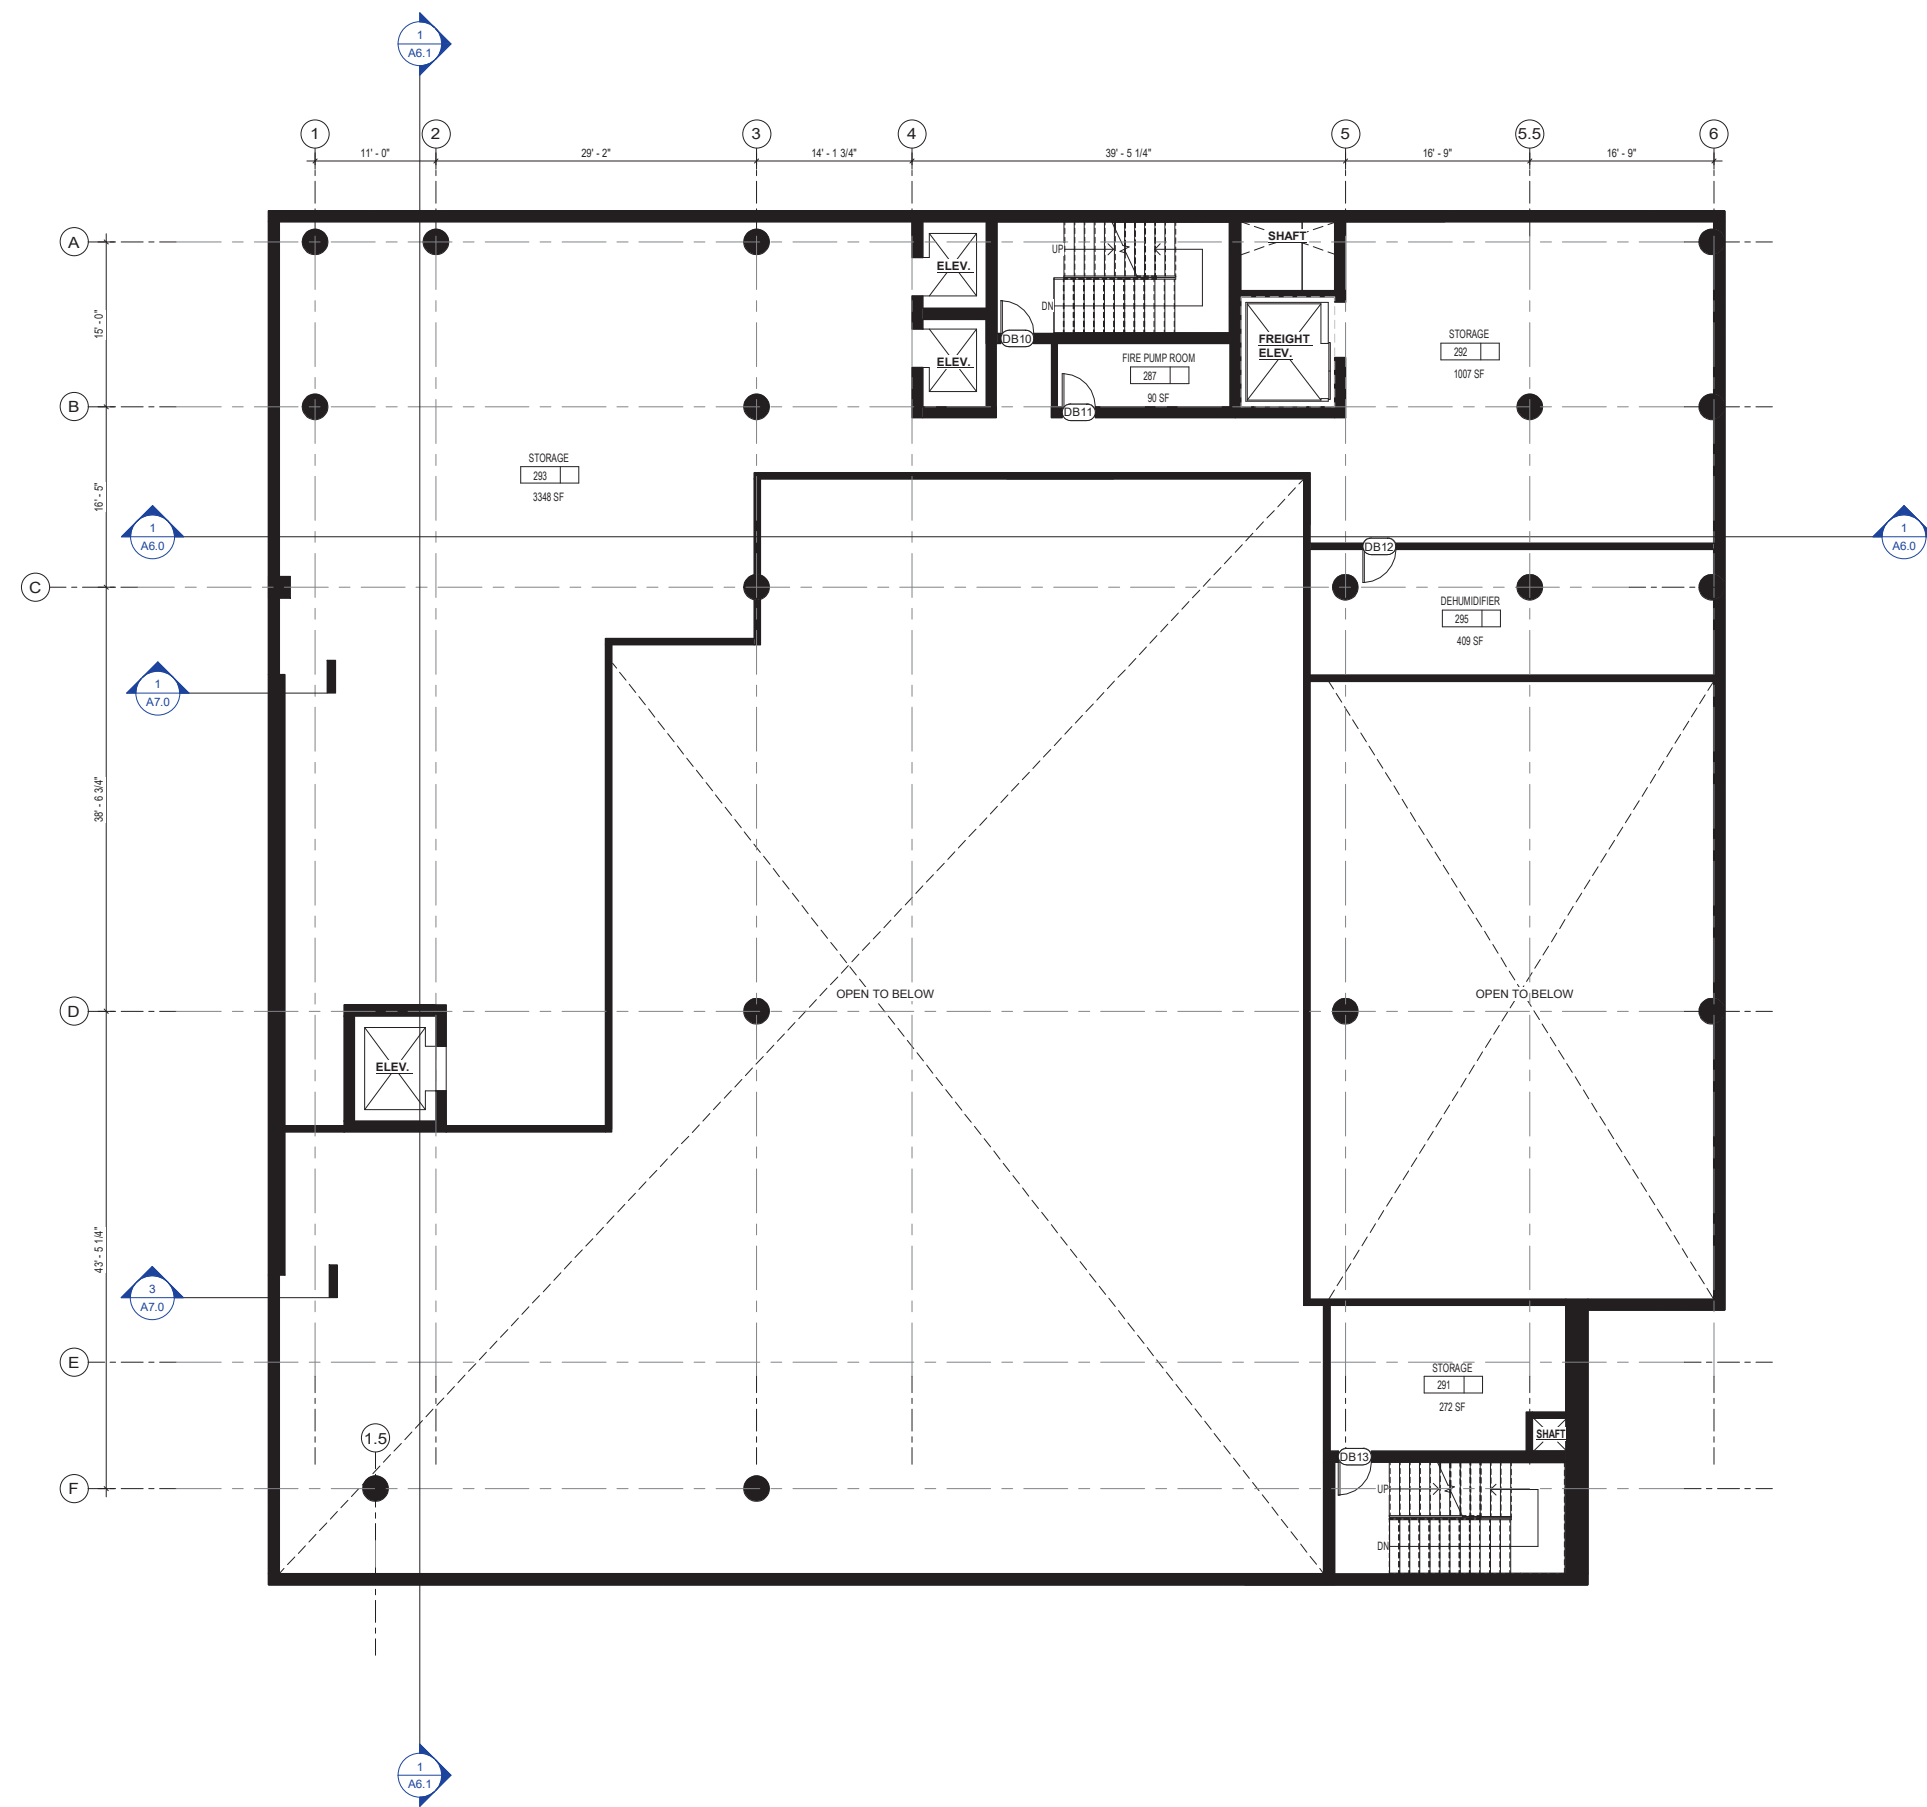 1
A6.1
1
2
3
4
5
5.5
6
11' - 0"
29' - 2"
14' - 1 3/4"
39' - 5 1/4"
16' - 9"
16' - 9"
A
SHAFT
UP
ELEV.
DN
15' - 0"
DB10
FREIGHT
ELEV.
STORAGE
292
1007 SF
ELEV.
FIRE PUMP ROOM
287
90 SF
B
DB11
STORAGE
293
3348 SF
16' - 5"
1
A6.0
1
A6.0
DB12
C
DEHUMIDIFIER
295
409 SF
1
A7.0
38' - 6 3/4"
OPEN TO BELOW
OPEN TO BELOW
D
ELEV.
43' - 5 1/4"
3
A7.0
E
STORAGE
291
272 SF
1.5
SHAFT
DB13
F
UP
DN
1
A6.1